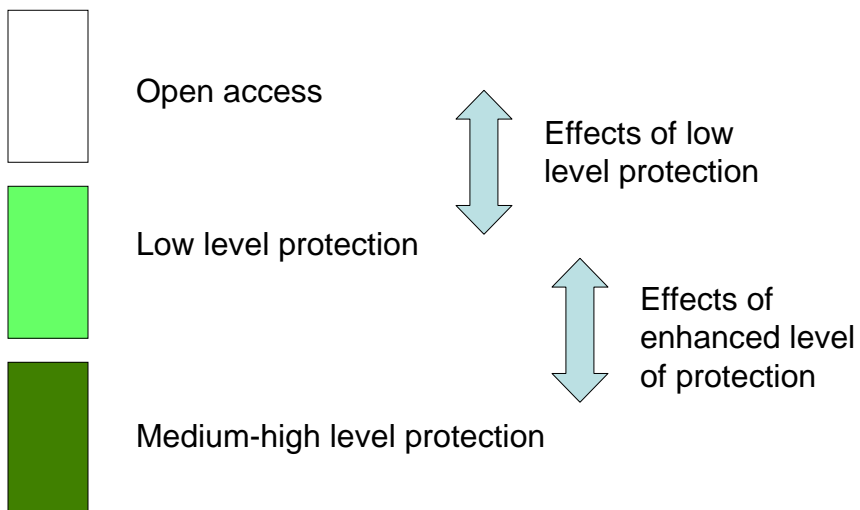 Open access
Effects of low
level protection
Low level protection
Effects of
enhanced level
of protection
Medium-high level protection